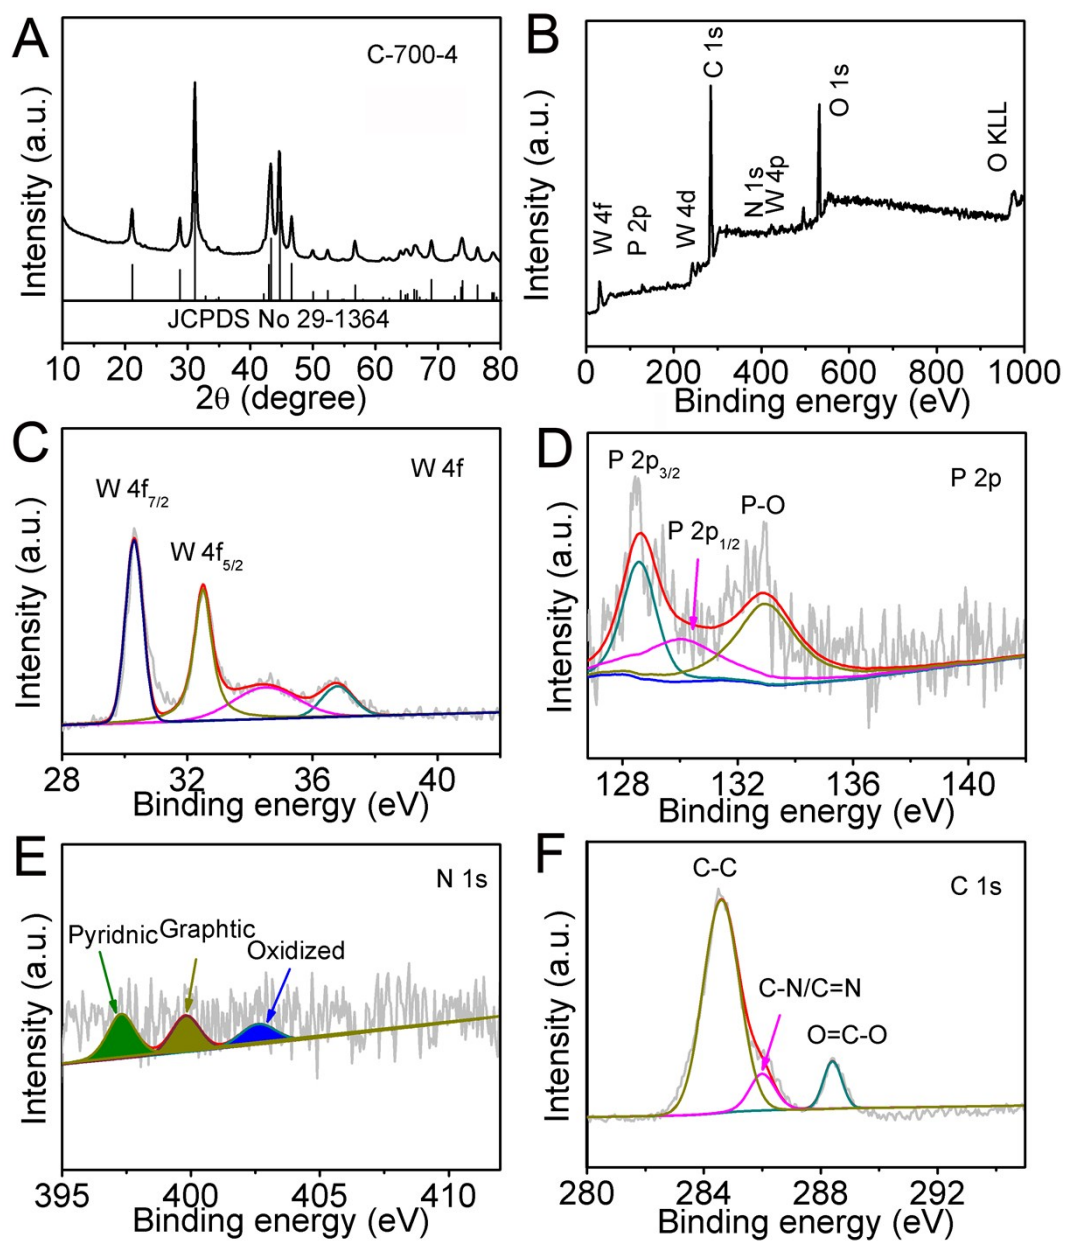 A
C-700-4
Intensity (a.u.)
JCPDS No 29-1364
10 20 30 40 50 60 70 80
2θ (degree)
B
Intensity (a.u.)
W 4f
P 2p
W 4d
C 1s
N 1s
W 4p
O 1s
O KLL
0 200 400 600 800 1000
Binding energy (eV)
C
W 4f
W 4f7/2
W 4f5/2
Intensity (a.u.)
28 32 36 40
Binding energy (eV)
D
P 2p
P 2p3/2
P 2p1/2
P-O
Intensity (a.u.)
128 132 136 140
Binding energy (eV)
E
N 1s
Pyridnic
Graphtic
Oxidized
Intensity (a.u.)
395 400 405 410
Binding energy (eV)
F
C 1s
C-C
C-N/C=N
O=C-O
Intensity (a.u.)
280 284 288 292
Binding energy (eV)